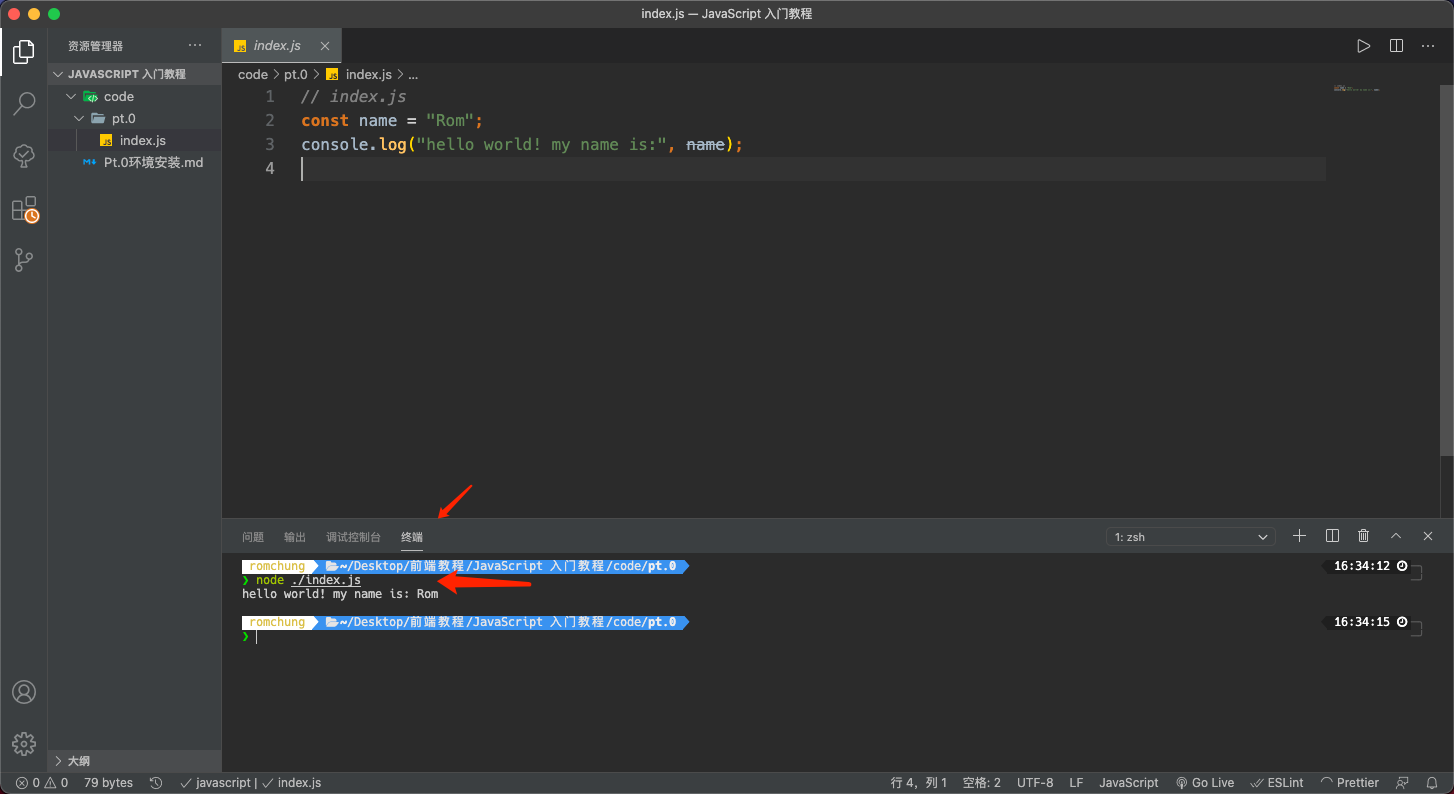 index.js — JavaScript 入门教程
资源管理器
JAVASCRIPT 入门教程
code
pt.0
JS index.js
Pt.0环境安装.md
大纲
JS index.js
code > pt.0 > JS index.js > ...
1 // index.js
2 const name = "Rom";
3 console.log("hello world! my name is:", name);
4
问题 输出 调试控制台 终端
1: zsh
romchung ~/Desktop/前端教程/JavaScript 入门教程/code/pt.0 16:34:12
❯ node ./index.js
hello world! my name is: Rom
romchung ~/Desktop/前端教程/JavaScript 入门教程/code/pt.0 16:34:15
❯
0 0 79 bytes javascript | index.js 行 4，列 1 空格: 2 UTF-8 LF JavaScript Go Live ESLint Prettier